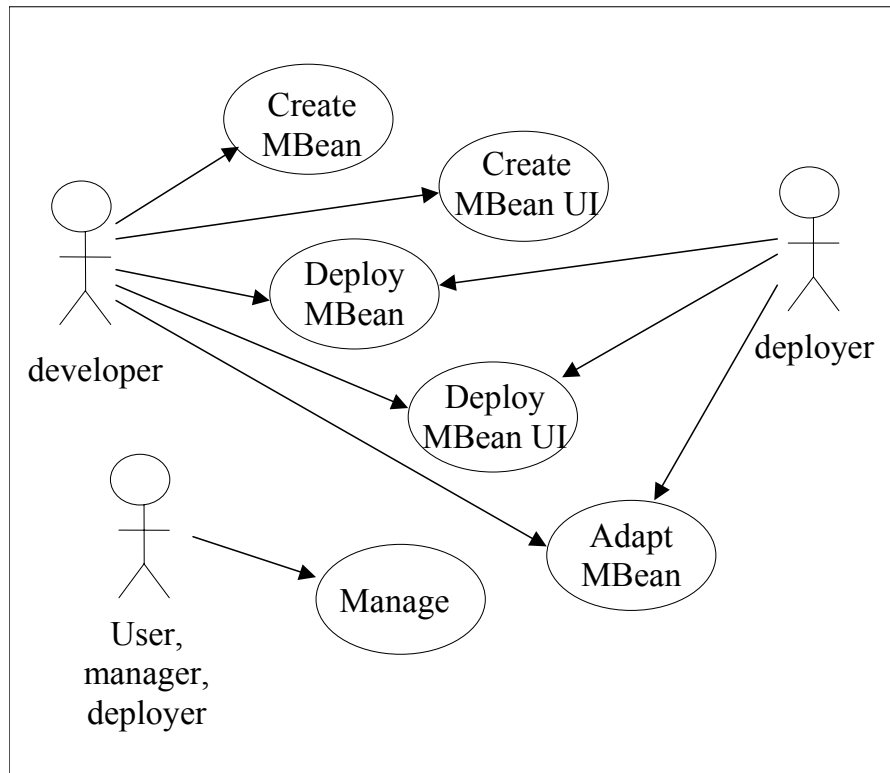 Create
MBean
Create
MBean UI
Deploy
MBean
developer
deployer
Deploy
MBean UI
Adapt
MBean
Manage
User,
manager,
deployer